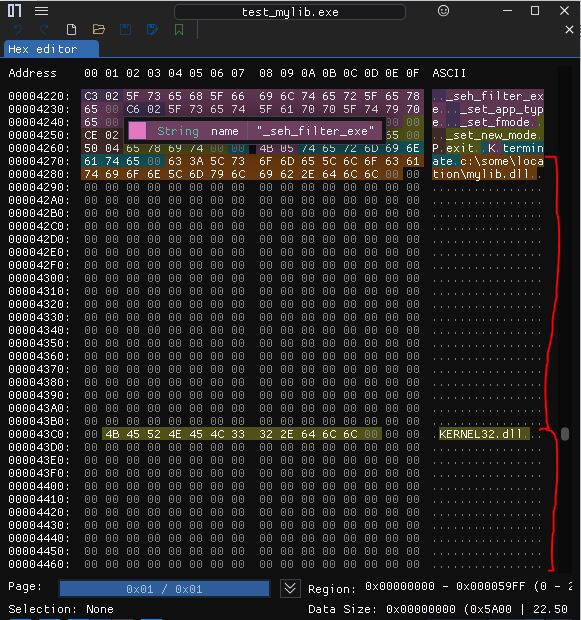 test_mylib.exe
Hex editor
Address 00 01 02 03 04 05 06 07 08 09 0A 0B 0C 0D 0E 0F ASCII
00004220: C3 02 5F 73 65 68 5F 66 69 6C 74 65 72 5F 65 78 .._seh_filter_ex
00004230: 65 00 C6 02 5F 73 65 74 5F 61 70 70 5F 74 79 70 e..._set_app_typ
00004240: 65 e..._set_fmode..
String name "_seh_filter_exe"
00004250: CE 02 65 00 .._set_new_mode.
00004260: 50 04 65 78 69 74 00 00 4B 05 74 65 72 6D 69 6E P.exit..K.termin
00004270: 61 74 65 00 63 3A 5C 73 6F 6D 65 5C 6C 6F 63 61 ate.c:\some\loca
00004280: 74 69 6F 6E 5C 6D 79 6C 69 62 2E 64 6C 6C 00 00 tion\mylib.dll..
00004290: 00 00 00 00 00 00 00 00 00 00 00 00 00 00 00 00 ................
000042A0: 00 00 00 00 00 00 00 00 00 00 00 00 00 00 00 00 ................
000042B0: 00 00 00 00 00 00 00 00 00 00 00 00 00 00 00 00 ................
000042C0: 00 00 00 00 00 00 00 00 00 00 00 00 00 00 00 00 ................
000042D0: 00 00 00 00 00 00 00 00 00 00 00 00 00 00 00 00 ................
000042E0: 00 00 00 00 00 00 00 00 00 00 00 00 00 00 00 00 ................
000042F0: 00 00 00 00 00 00 00 00 00 00 00 00 00 00 00 00 ................
00004300: 00 00 00 00 00 00 00 00 00 00 00 00 00 00 00 00 ................
00004310: 00 00 00 00 00 00 00 00 00 00 00 00 00 00 00 00 ................
00004320: 00 00 00 00 00 00 00 00 00 00 00 00 00 00 00 00 ................
00004330: 00 00 00 00 00 00 00 00 00 00 00 00 00 00 00 00 ................
00004340: 00 00 00 00 00 00 00 00 00 00 00 00 00 00 00 00 ................
00004350: 00 00 00 00 00 00 00 00 00 00 00 00 00 00 00 00 ................
00004360: 00 00 00 00 00 00 00 00 00 00 00 00 00 00 00 00 ................
00004370: 00 00 00 00 00 00 00 00 00 00 00 00 00 00 00 00 ................
00004380: 00 00 00 00 00 00 00 00 00 00 00 00 00 00 00 00 ................
00004390: 00 00 00 00 00 00 00 00 00 00 00 00 00 00 00 00 ................
000043A0: 00 00 00 00 00 00 00 00 00 00 00 00 00 00 00 00 ................
000043B0: 00 00 00 00 00 00 00 00 00 00 00 00 00 00 00 00 ................
000043C0: 00 4B 45 52 4E 45 4C 33 32 2E 64 6C 6C 00 00 00 .KERNEL32.dll...
000043D0: 00 00 00 00 00 00 00 00 00 00 00 00 00 00 00 00 ................
000043E0: 00 00 00 00 00 00 00 00 00 00 00 00 00 00 00 00 ................
000043F0: 00 00 00 00 00 00 00 00 00 00 00 00 00 00 00 00 ................
00004400: 00 00 00 00 00 00 00 00 00 00 00 00 00 00 00 00 ................
00004410: 00 00 00 00 00 00 00 00 00 00 00 00 00 00 00 00 ................
00004420: 00 00 00 00 00 00 00 00 00 00 00 00 00 00 00 00 ................
00004430: 00 00 00 00 00 00 00 00 00 00 00 00 00 00 00 00 ................
00004440: 00 00 00 00 00 00 00 00 00 00 00 00 00 00 00 00 ................
00004450: 00 00 00 00 00 00 00 00 00 00 00 00 00 00 00 00 ................
00004460: 00 00 00 00 00 00 00 00 00 00 00 00 00 00 00 00 ................
Page: 0x01 / 0x01 Region: 0x00000000 - 0x000059FF (0 - 2
Selection: None Data Size: 0x00000000 (0x5A00 | 22.50